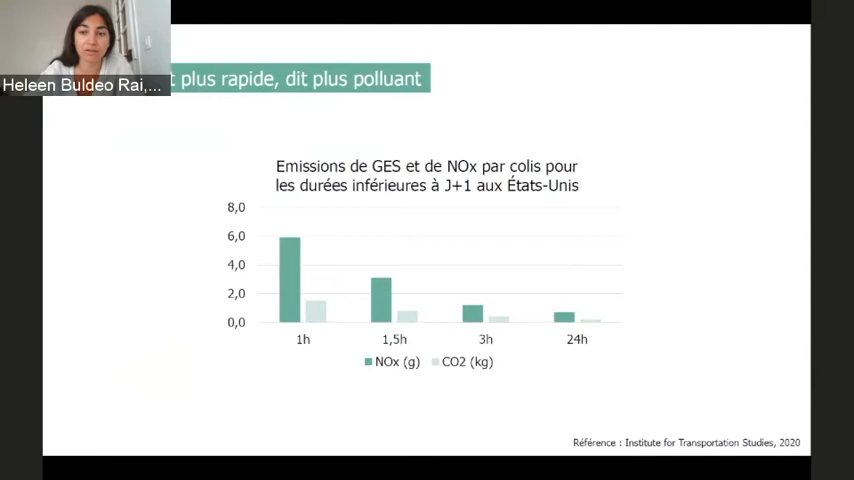 Heleen Buldeo Rai,...
plus rapide, dit plus polluant
Emissions de GES et de NOx par colis pour
les durées inférieures à J+1 aux États-Unis
8,0
6,0
4,0
2,0
0,0
1h
1,5h
3h
24h
NOx (g)
CO2 (kg)
Référence : Institute for Transportation Studies, 2020